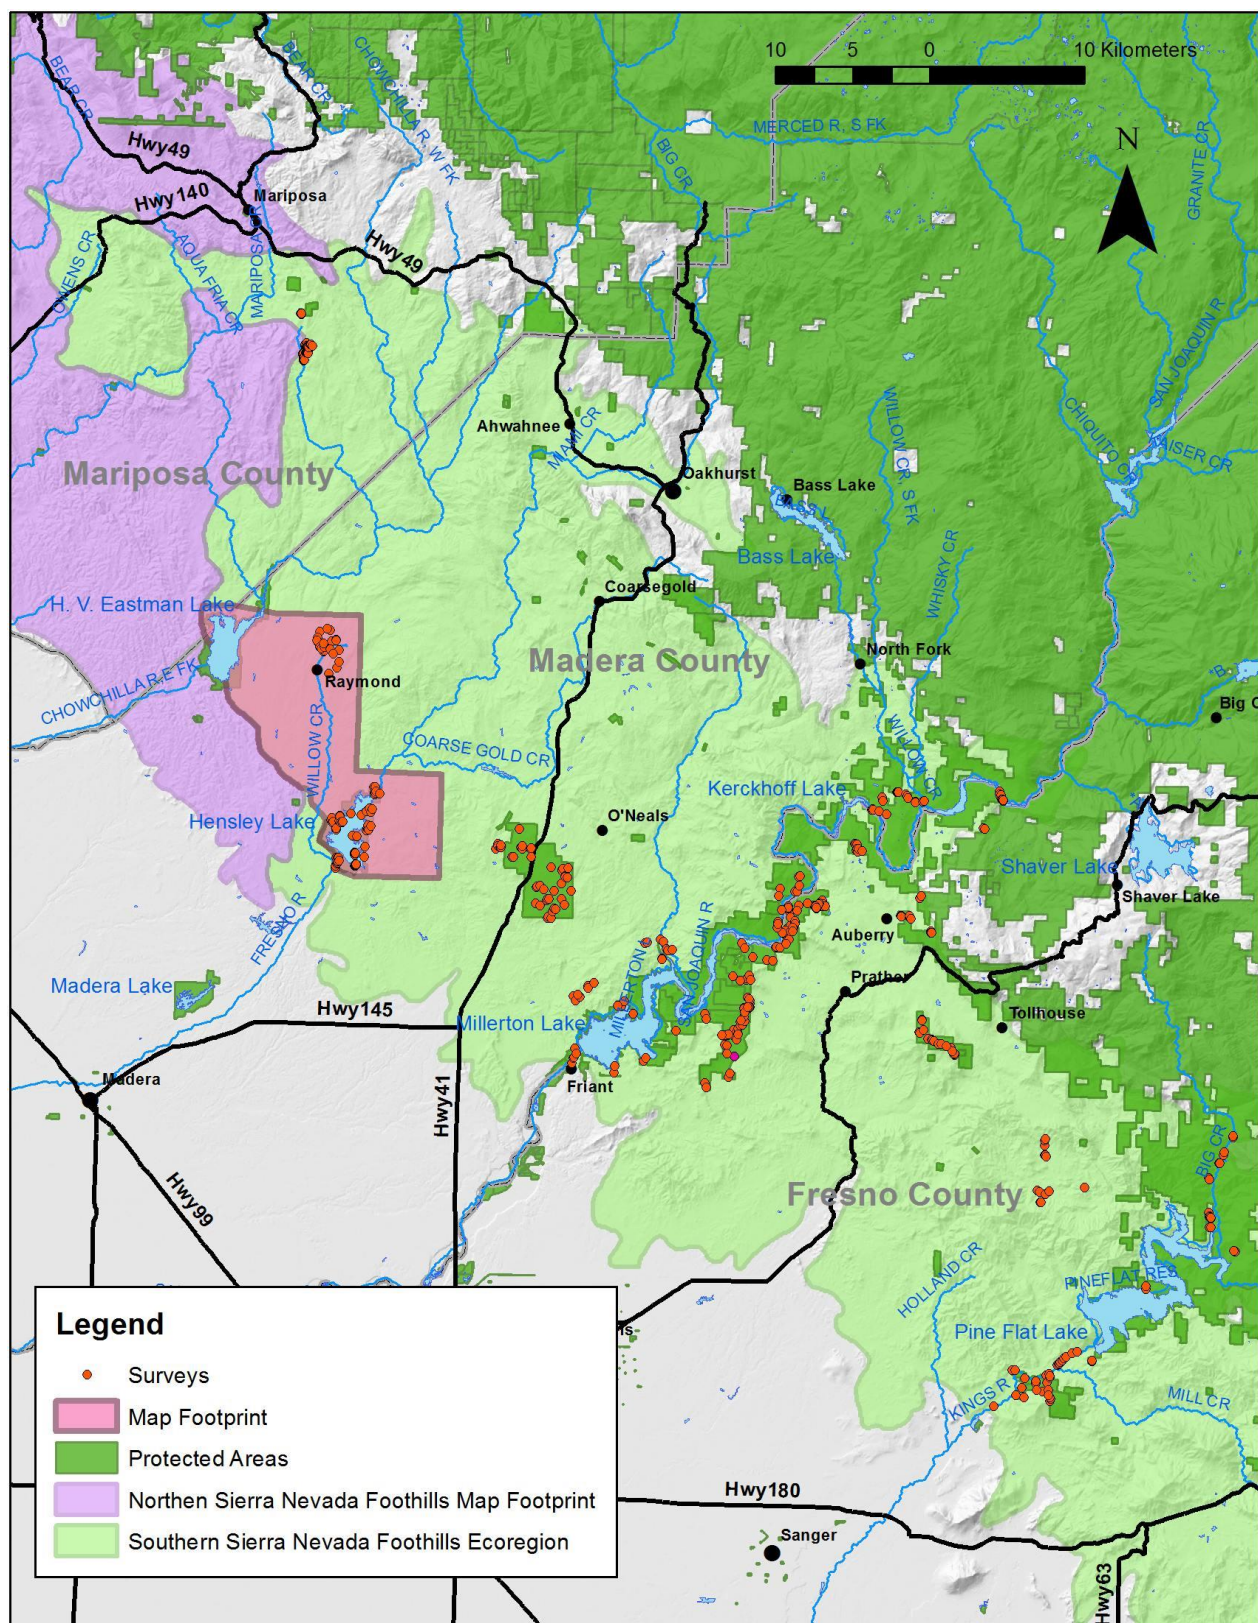 10 5 0 10 Kilometers
BEAR CR
BEAR CR
CHOWCHILLA R, W FK
MERCED R, S FK
BIG CR
GRANITE CR
N
Hwy49
Hwy140
Mariposa
MARIPOSA CR
OWENS CR
AQUA FRIA CR
Hwy49
SAN JOAQUIN R
CHIQUITO CR
KAISER CR
Ahwahnee
MIAMI CR
WILLOW CR, S FK
Mariposa County
Oakhurst
Bass Lake
BASS L
Bass Lake
WHISKY CR
Coarsegold
H. V. Eastman Lake
Madera County
North Fork
CHOWCHILLA R E FK
Raymond
WILLOW CR
COARSE GOLD CR
WILLOW CR
Kerckhoff Lake
Hensley Lake
O'Neals
Shaver Lake
Shaver Lake
FRESNO R
SAN JOAQUIN R
Auberry
Madera Lake
Prather
Hwy145
Millerton Lake
MILLERTON L
Tollhouse
Madera
Friant
Hwy41
Hwy99
BIG CR
Fresno County
HOLLAND CR
PINEFLAT RES
Pine Flat Lake
KINGS R
MILL CR
Hwy180
Sanger
Hwy63
Legend
Surveys
Map Footprint
Protected Areas
Northen Sierra Nevada Foothills Map Footprint
Southern Sierra Nevada Foothills Ecoregion